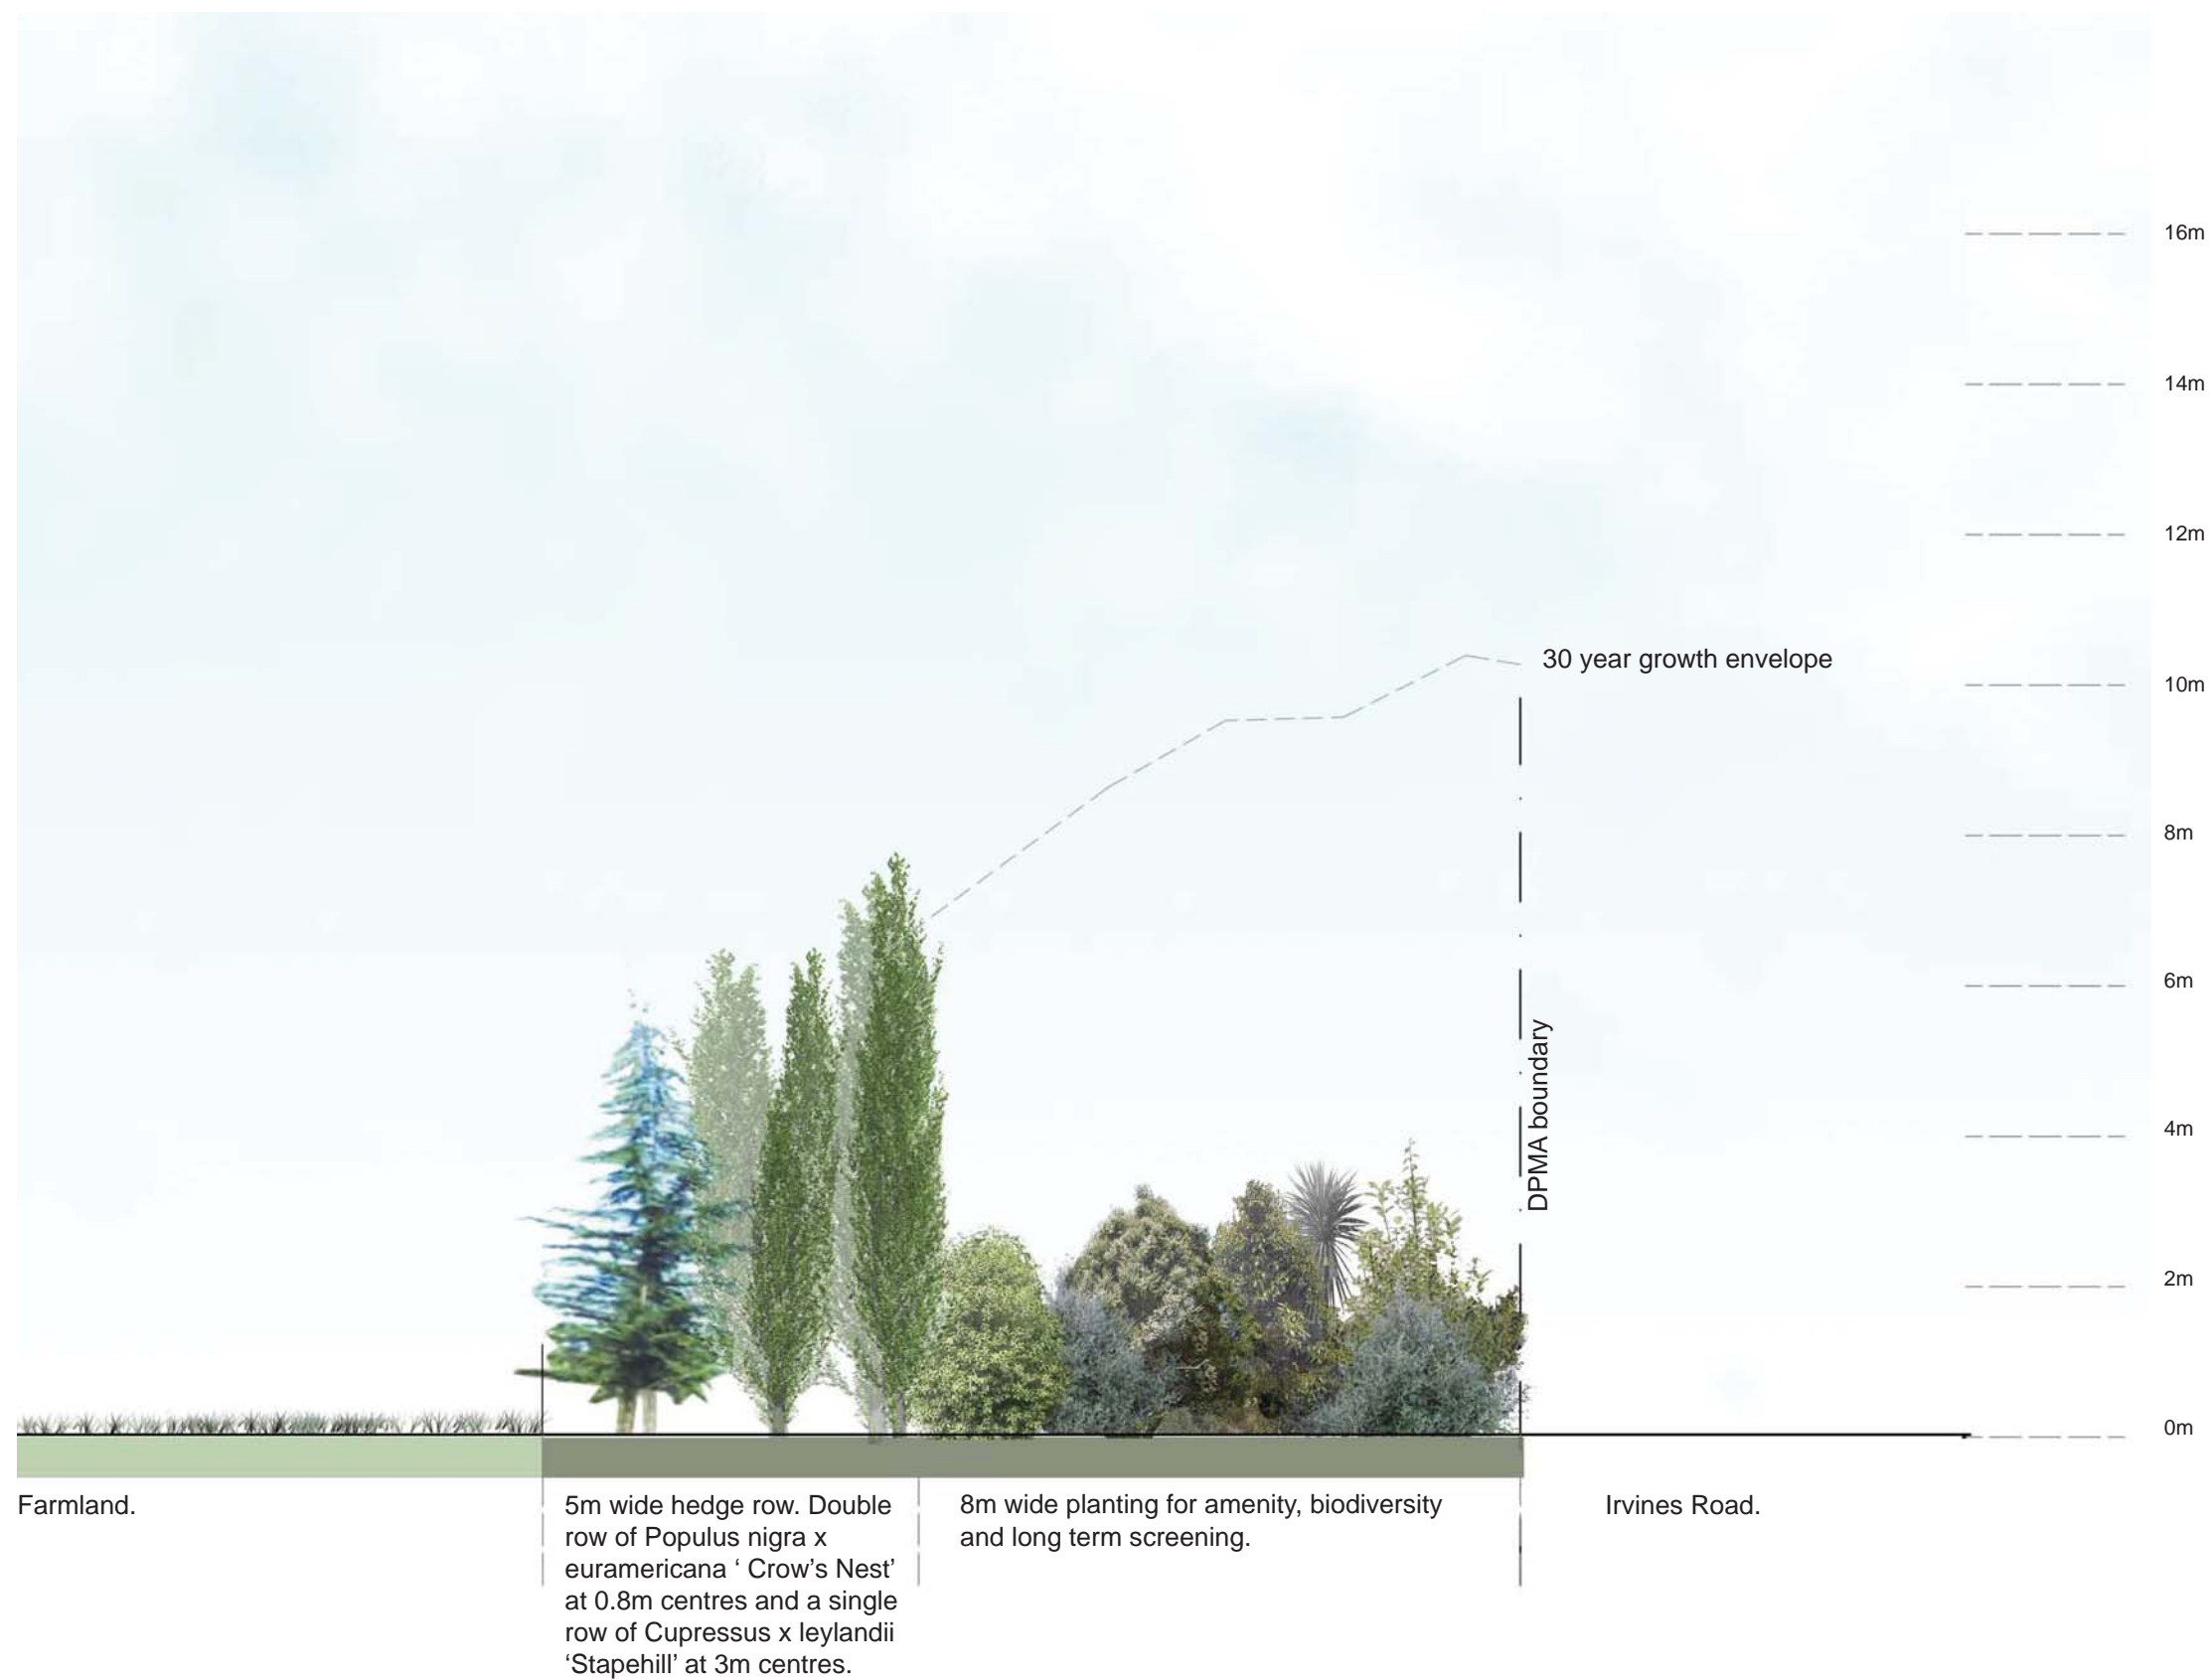 16m
14m
12m
30 year growth envelope
10m
8m
6m
DPMA boundary
4m
2m
0m
Farmland.
5m wide hedge row. Double
row of Populus nigra x
euramericana ‘ Crow’s Nest’
at 0.8m centres and a single
row of Cupressus x leylandii
‘Stapehill’ at 3m centres.
8m wide planting for amenity, biodiversity
and long term screening.
Irvines Road.